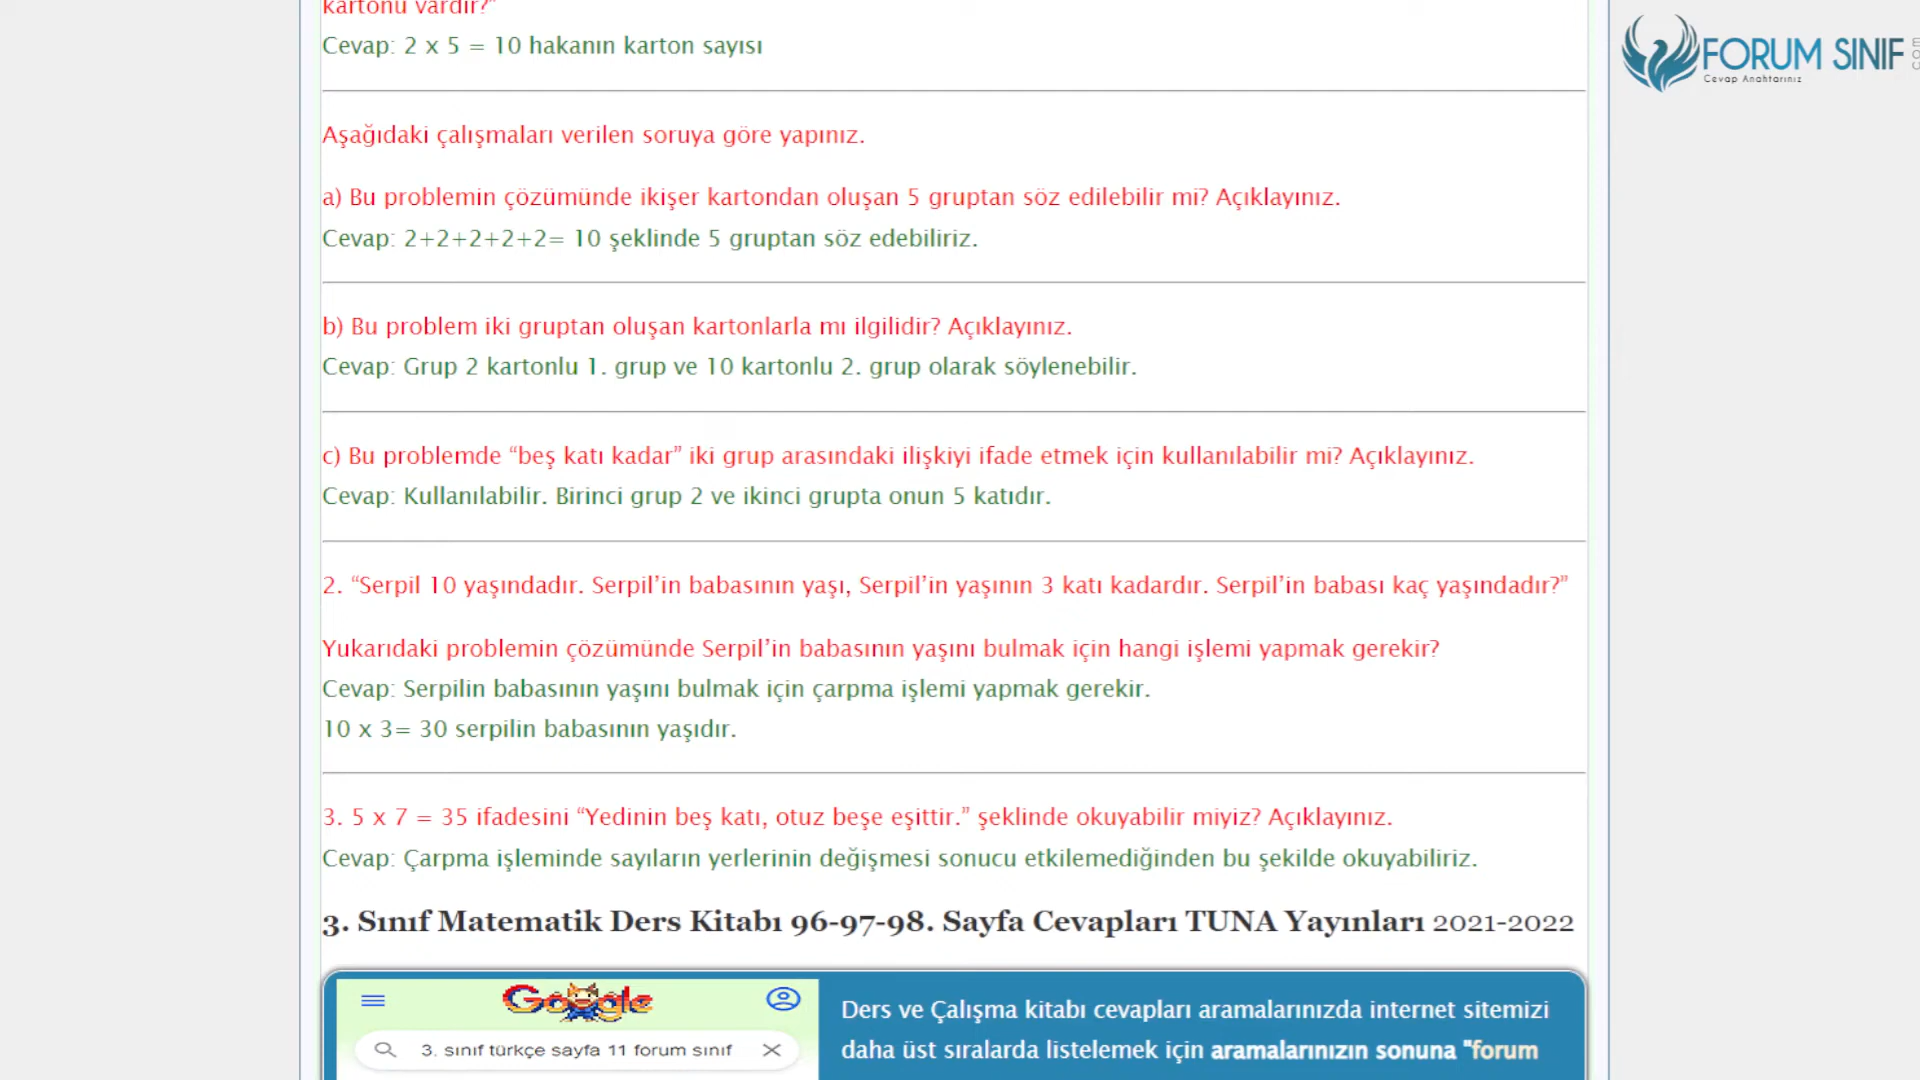 kartonu vardır?”
Cevap: 2 x 5 = 10 hakanın karton sayısı
FORUM SINIF
Cevap Anahtarınız
Aşağıdaki çalışmaları verilen soruya göre yapınız.
a) Bu problemin çözümünde ikişer kartondan oluşan 5 gruptan söz edilebilir mi? Açıklayınız.
Cevap: 2+2+2+2+2= 10 şeklinde 5 gruptan söz edebiliriz.
b) Bu problem iki gruptan oluşan kartonlarla mı ilgilidir? Açıklayınız.
Cevap: Grup 2 kartonlu 1. grup ve 10 kartonlu 2. grup olarak söylenebilir.
c) Bu problemde “beş katı kadar” iki grup arasındaki ilişkiyi ifade etmek için kullanılabilir mi? Açıklayınız.
Cevap: Kullanılabilir. Birinci grup 2 ve ikinci grupta onun 5 katıdır.
2. “Serpil 10 yaşındadır. Serpil’in babasının yaşı, Serpil’in yaşının 3 katı kadardır. Serpil’in babası kaç yaşındadır?”
Yukarıdaki problemin çözümünde Serpil’in babasının yaşını bulmak için hangi işlemi yapmak gerekir?
Cevap: Serpilin babasının yaşını bulmak için çarpma işlemi yapmak gerekir.
10 x 3= 30 serpilin babasının yaşıdır.
3. 5 x 7 = 35 ifadesini “Yedinin beş katı, otuz beşe eşittir.” şeklinde okuyabilir miyiz? Açıklayınız.
Cevap: Çarpma işleminde sayıların yerlerinin değişmesi sonucu etkilemediğinden bu şekilde okuyabiliriz.
3. Sınıf Matematik Ders Kitabı 96-97-98. Sayfa Cevapları TUNA Yayınları 2021-2022
Google
3. sınıf türkçe sayfa 11 forum sınıf
Ders ve Çalışma kitabı cevapları aramalarınızda internet sitemizi
daha üst sıralarda listelemek için aramalarınızın sonuna "forum